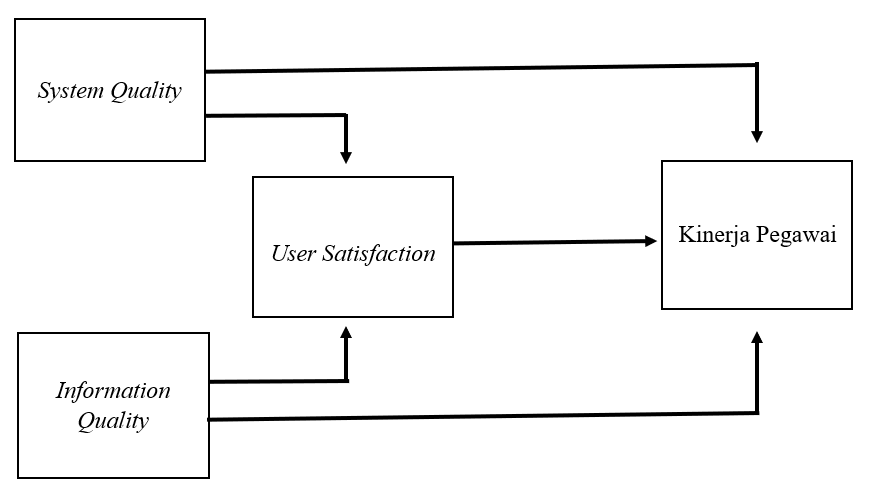 System Quality
User Satisfaction
Kinerja Pegawai
Information
Quality